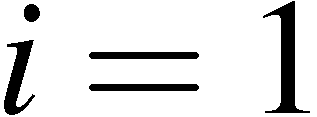 i = 1